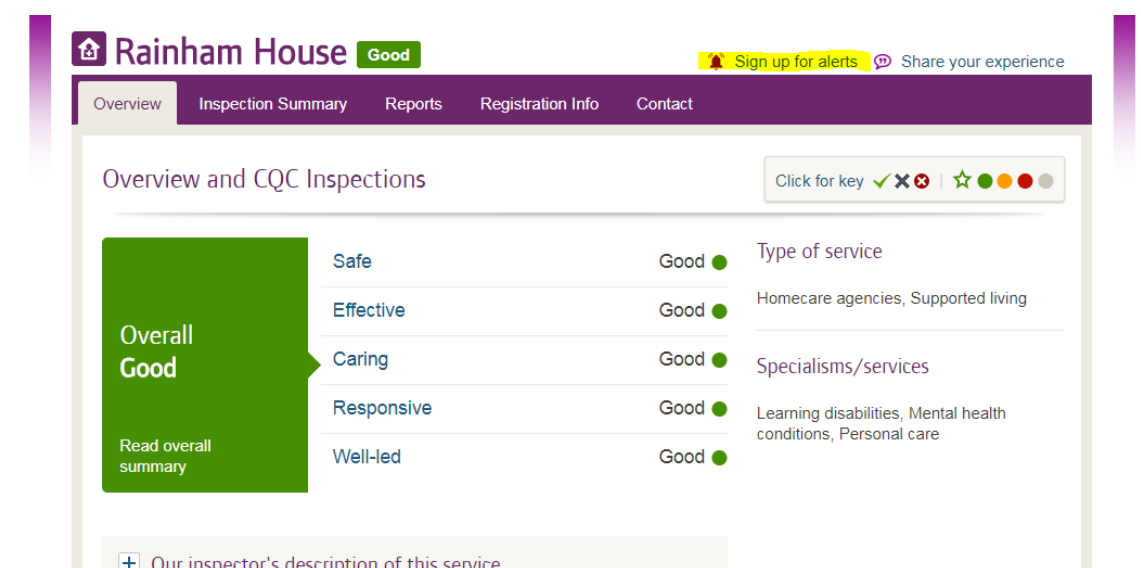 Rainham House Good
Sign up for alerts Share your experience
Overview Inspection Summary Reports Registration Info Contact
Overview and CQC Inspections
Click for key
Overall
Good
Read overall
summary
Safe Good
Effective Good
Caring Good
Responsive Good
Well-led Good
Type of service
Homecare agencies, Supported living
Specialisms/services
Learning disabilities, Mental health
conditions, Personal care
Our inspector's description of this service